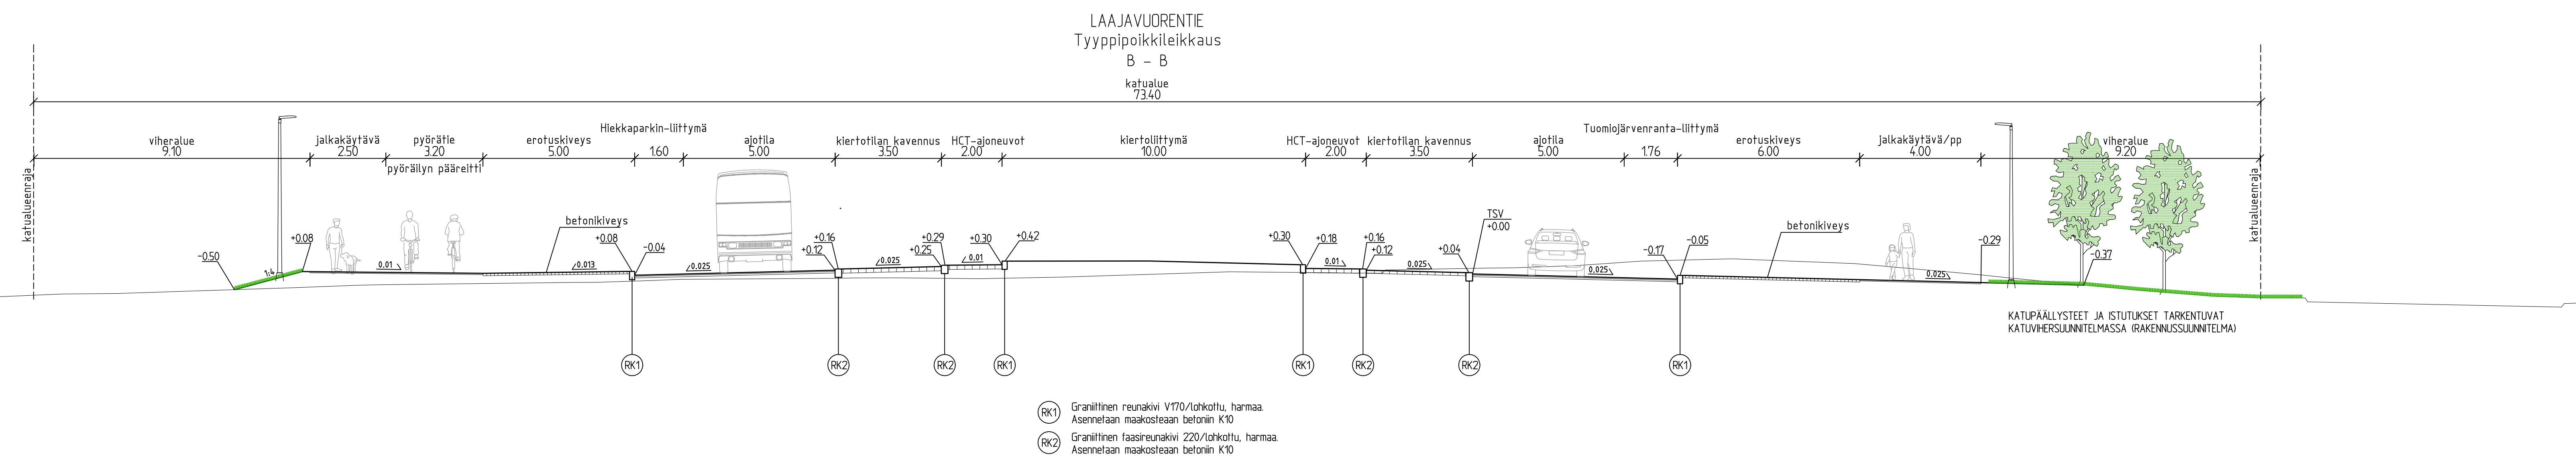 LAAJAVUORENTIE
Tyyppipoikkileikkaus
B - B
katualue
73.40
Hiekkaparkin-liittymä
Tuomiojärvenranta-liittymä
viheralue
jalkakäytävä
pyörätie
erotuskiveys
ajotila
kiertotilan kavennus
HCT-ajoneuvot
kiertoliittymä
HCT-ajoneuvot
kiertotilan kavennus
ajotila
erotuskiveys
jalkakäytävä/pp
viheralue
9.10
2.50
3.20
5.00
1.60
5.00
3.50
2.00
10.00
2.00
3.50
5.00
1.76
6.00
4.00
9.20
pyöräilyn pääreitti
katualueenraja
katualueenraja
betonikiveys
TSV
+0.00
betonikiveys
-0.50
+0.08
+0.08
-0.04
+0.16
+0.12
+0.29
+0.25
+0.30
+0.42
+0.30
+0.18
+0.16
+0.12
+0.04
-0.17
-0.05
-0.29
-0.37
1:4
0.01
0.013
0.025
0.025
0.01
0.01
0.025
0.025
0.025
KATUPÄÄLLYSTEET JA ISTUTUKSET TARKENTUVAT
KATUVIHERSUUNNITELMASSA (RAKENNUSSUUNNITELMA)
RK1
RK2
RK2
RK1
RK1
RK2
RK2
RK1
RK1
Graniittinen reunakivi V170/lohkottu, harmaa.
Asennetaan maakosteaan betoniin K10
RK2
Graniittinen faasireunakivi 220/lohkottu, harmaa.
Asennetaan maakosteaan betoniin K10